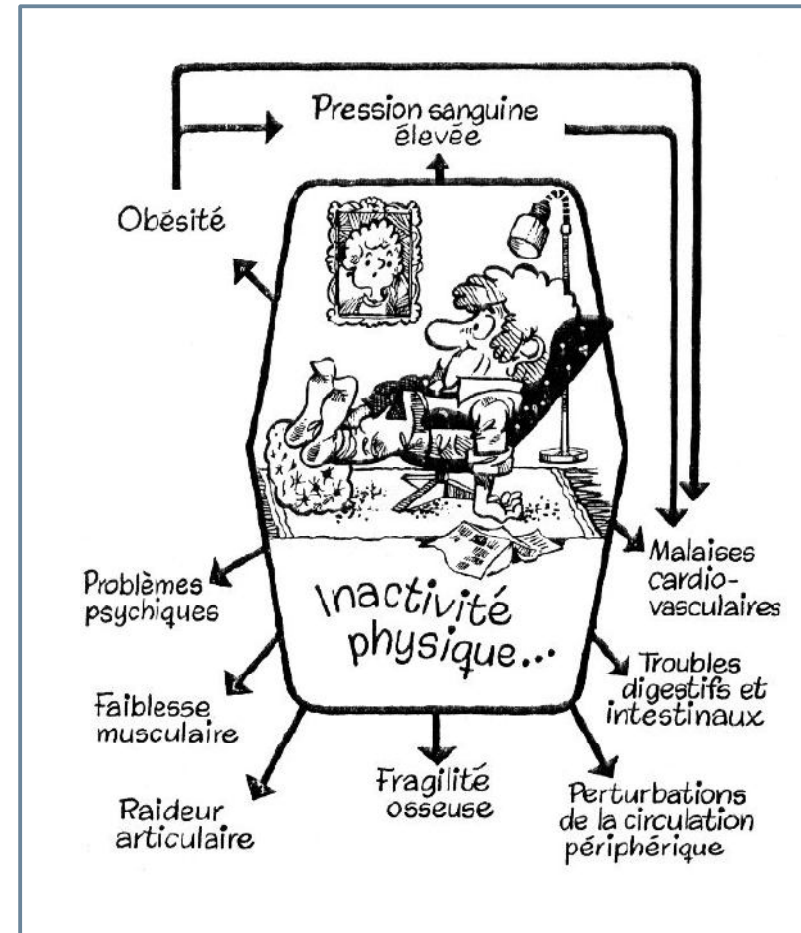 Pression sanguine
élevée
Obésité
Problèmes
psychiques
Inactivité
physique...
Malaises
cardio-
vasculaires
Faiblesse
musculaire
Troubles
digestifs et
intestinaux
Raideur
articulaire
Fragilité
osseuse
Perturbations
de la circulation
périphérique